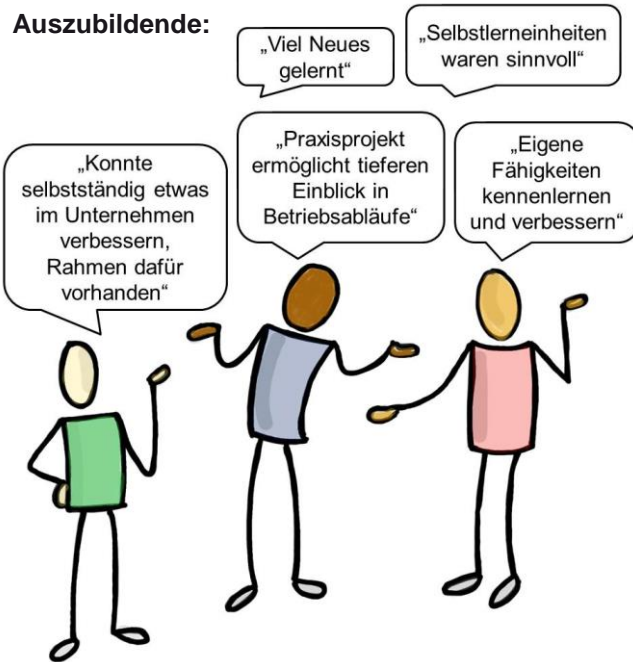 Auszubildende:
„Viel Neues
gelernt“
„Selbstlerneinheiten
waren sinnvoll“
„Konnte
selbstständig etwas
im Unternehmen
verbessern,
Rahmen dafür
vorhanden“
„Praxisprojekt
ermöglicht tieferen
Einblick in
Betriebsabläufe“
„Eigene
Fähigkeiten
kennenlernen
und verbessern“